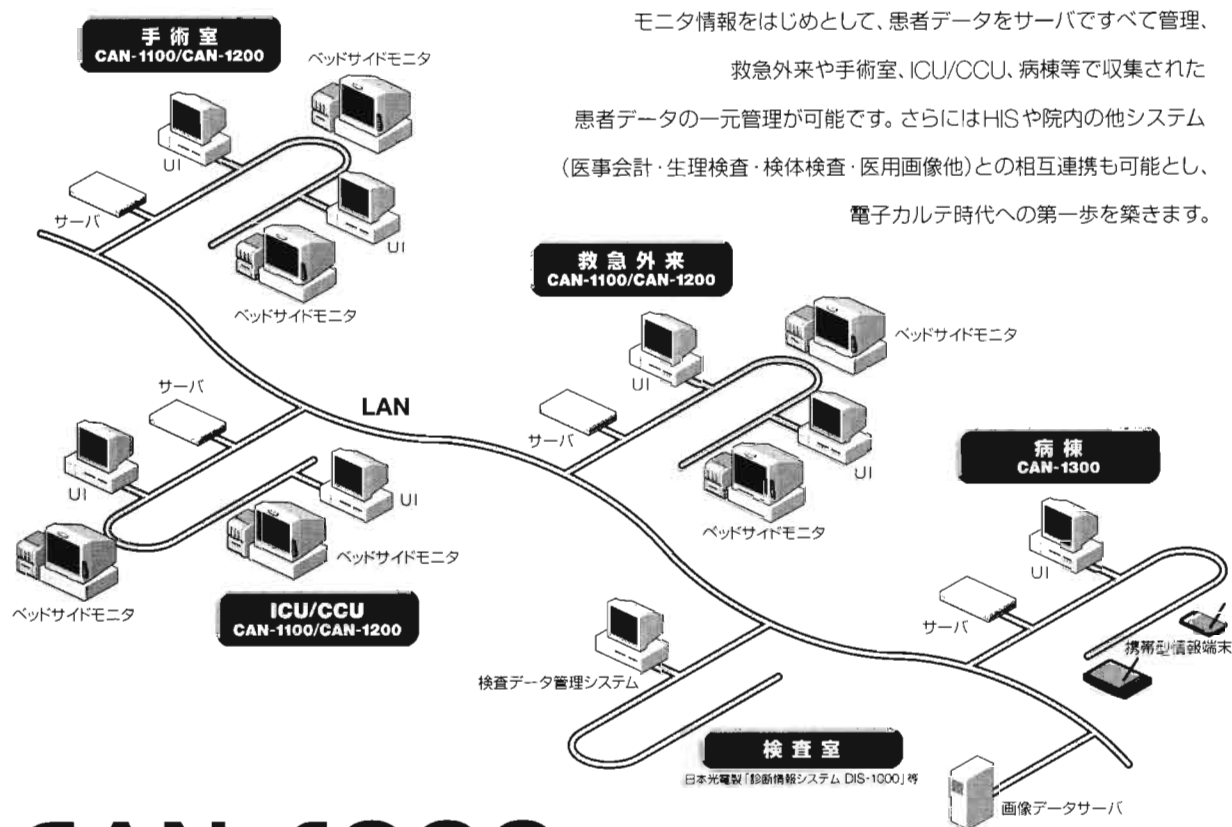 モニタ情報をはじめとして、患者データをサーバですべて管理、
救急外来や手術室、ICU/CCU、病棟等で収集された
患者データの一元管理が可能です。さらにはHISや院内の他システム
(医事会計・生理検査・検体検査・医用画像他)との相互連携も可能とし、
電子カルテ時代への第一歩を築きます。
手術室
CAN-1100/CAN-1200
ベッドサイドモニタ
UI
サーバ
UI
ベッドサイドモニタ
救急外来
CAN-1100/CAN-1200
ベッドサイドモニタ
UI
サーバ
UI
ベッドサイドモニタ
LAN
サーバ
UI
UI
ベッドサイドモニタ
ベッドサイドモニタ
ICU/CCU
CAN-1100/CAN-1200
病棟
CAN-1300
UI
サーバ
携帯型情報端末
検査データ管理システム
検査室
日本光電製「診断情報システム DIS-1000」等
画像データサーバ